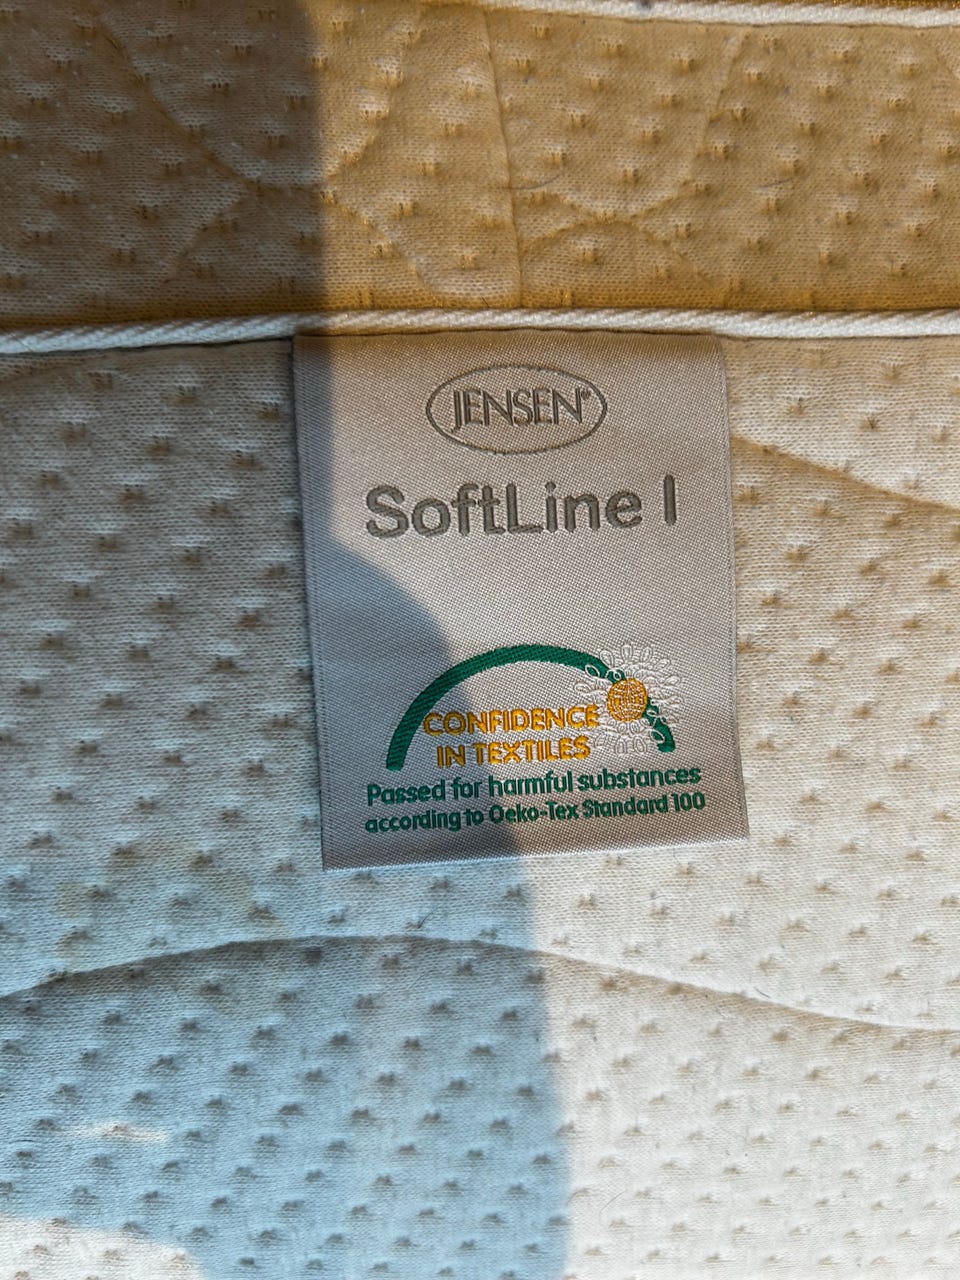 JENSEN®
SoftLine I
CONFIDENCE
IN TEXTILES
Passed for harmful substances
according to Oeko-Tex Standard 100